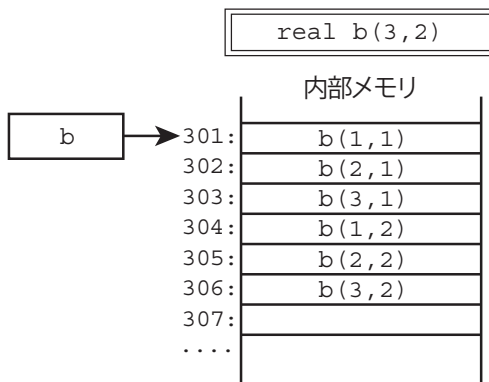 real b(3,2)
内部メモリ
b
301: b(1,1)
302: b(2,1)
303: b(3,1)
304: b(1,2)
305: b(2,2)
306: b(3,2)
307:
....